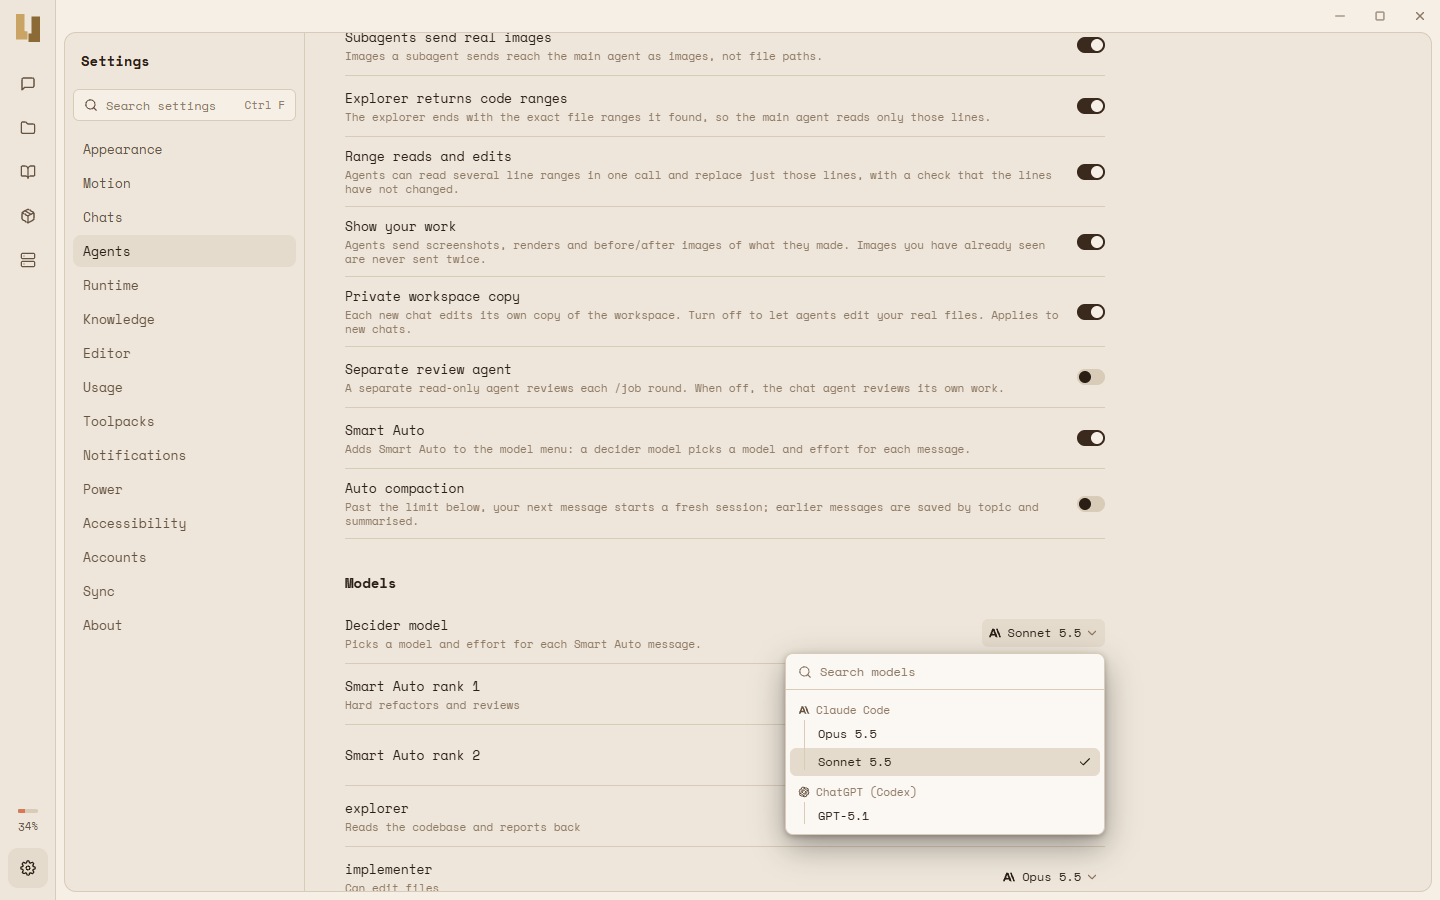 Settings
Search settings
Ctrl F
Appearance
Motion
Chats
Agents
Runtime
Knowledge
Editor
Usage
Toolpacks
Notifications
Power
Accessibility
Accounts
Sync
About
34%
Subagents send real images
Images a subagent sends reach the main agent as images, not file paths.
Explorer returns code ranges
The explorer ends with the exact file ranges it found, so the main agent reads only those lines.
Range reads and edits
Agents can read several line ranges in one call and replace just those lines, with a check that the lines
have not changed.
Show your work
Agents send screenshots, renders and before/after images of what they made. Images you have already seen
are never sent twice.
Private workspace copy
Each new chat edits its own copy of the workspace. Turn off to let agents edit your real files. Applies to
new chats.
Separate review agent
A separate read-only agent reviews each /job round. When off, the chat agent reviews its own work.
Smart Auto
Adds Smart Auto to the model menu: a decider model picks a model and effort for each message.
Auto compaction
Past the limit below, your next message starts a fresh session; earlier messages are saved by topic and
summarised.
Models
Decider model
Picks a model and effort for each Smart Auto message.
Sonnet 5.5
Search models
Claude Code
Opus 5.5
Sonnet 5.5
ChatGPT (Codex)
GPT-5.1
Smart Auto rank 1
Hard refactors and reviews
Smart Auto rank 2
explorer
Reads the codebase and reports back
implementer
Can edit files
Opus 5.5